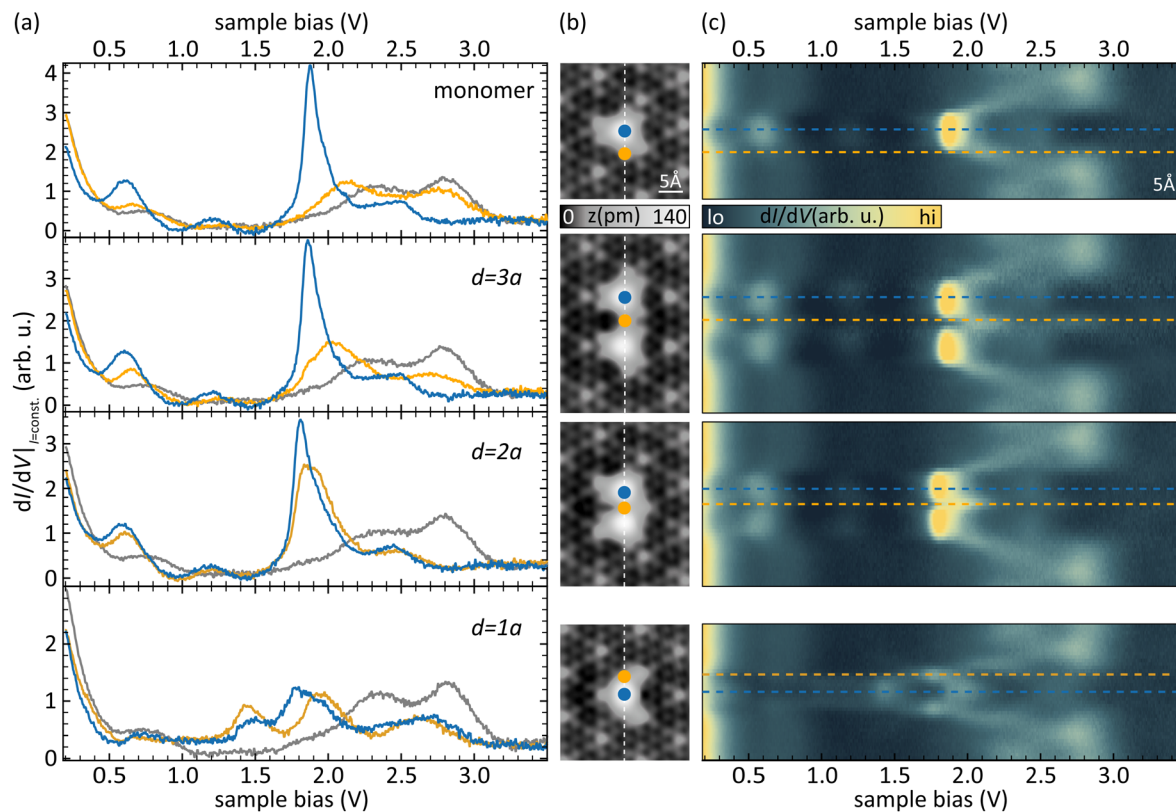 (a)
sample bias (V)
0.5 1.0 1.5 2.0 2.5 3.0
dI/dV|I=const. (arb. u.)
4
3
2
1
0
monomer
3
2
1
0
d=3a
3
2
1
0
d=2a
2
1
0
d=1a
0.5 1.0 1.5 2.0 2.5 3.0
sample bias (V)
(b)
5Å
0 z(pm) 140
(c)
sample bias (V)
0.5 1.0 1.5 2.0 2.5 3.0
5Å
lo dI/dV(arb. u.) hi
0.5 1.0 1.5 2.0 2.5 3.0
sample bias (V)